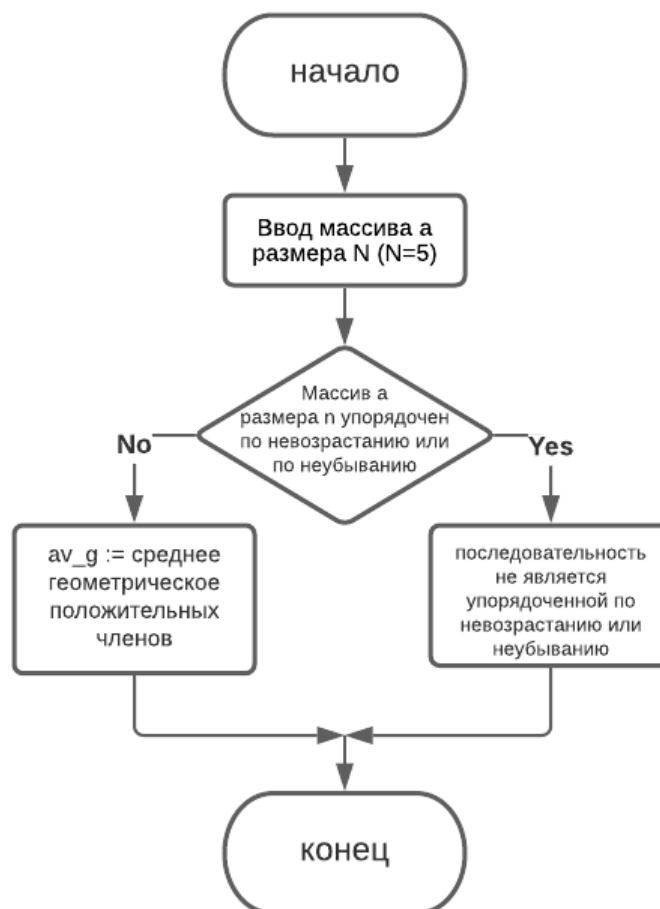 начало
Ввод массива а
размера N (N=5)
Массив а
размера n упорядочен
по невозрастанию или
по неубыванию
No
Yes
av_g := среднее
геометрическое
положительных
членов
последовательность
не является
упорядоченной по
невозрастанию или
неубыванию
конец